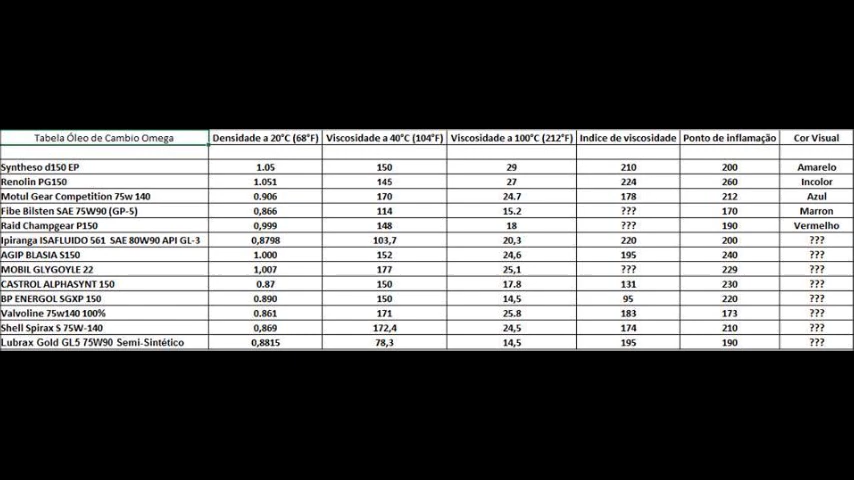 Tabela Óleo de Cambio Omega Densidade a 20°C (68°F) Viscosidade a 40°C (104°F) Viscosidade a 100°C (212°F) Indice de viscosidade Ponto de inflamação Cor Visual
Syntheso d150 EP 1.05 150 29 210 200 Amarelo
Renolin PG150 1.051 145 27 224 260 Incolor
Motul Gear Competition 75w 140 0.906 170 24.7 178 212 Azul
Fibe Bilsten SAE 75W90 (GP-5) 0,866 114 15.2 ??? 170 Marron
Raid Champgear P150 0,999 148 18 ??? 190 Vermelho
Ipiranga ISAFLUIDO 561 SAE 80W90 API GL-3 0,8798 103,7 20,3 220 200 ???
AGIP BLASIA S150 1.000 152 24,6 195 240 ???
MOBIL GLYGOYLE 22 1,007 177 25,1 ??? 229 ???
CASTROL ALPHASYNT 150 0.87 150 17.8 131 230 ???
BP ENERGOL SGXP 150 0.890 150 14,5 95 220 ???
Valvoline 75w140 100% 0.861 171 25.8 183 173 ???
Shell Spirax S 75W-140 0,869 172,4 24,5 174 210 ???
Lubrax Gold GL5 75W90 Semi-Sintético 0,8815 78,3 14,5 195 190 ???